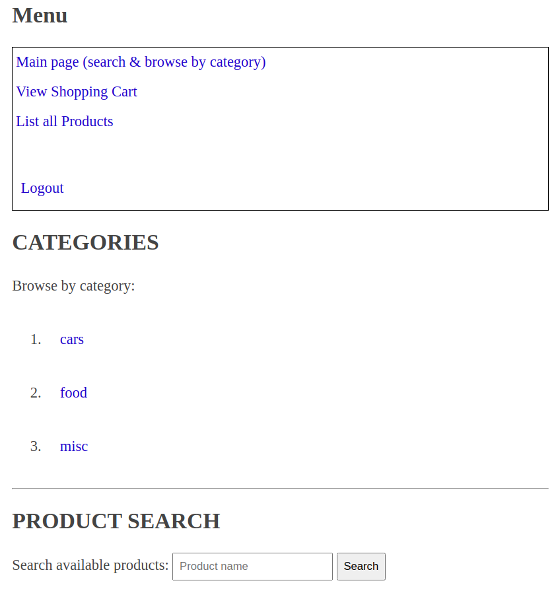 Menu
Main page (search & browse by category)
View Shopping Cart
List all Products
Logout
CATEGORIES
Browse by category:
1. cars
2. food
3. misc
PRODUCT SEARCH
Search available products: Product name Search